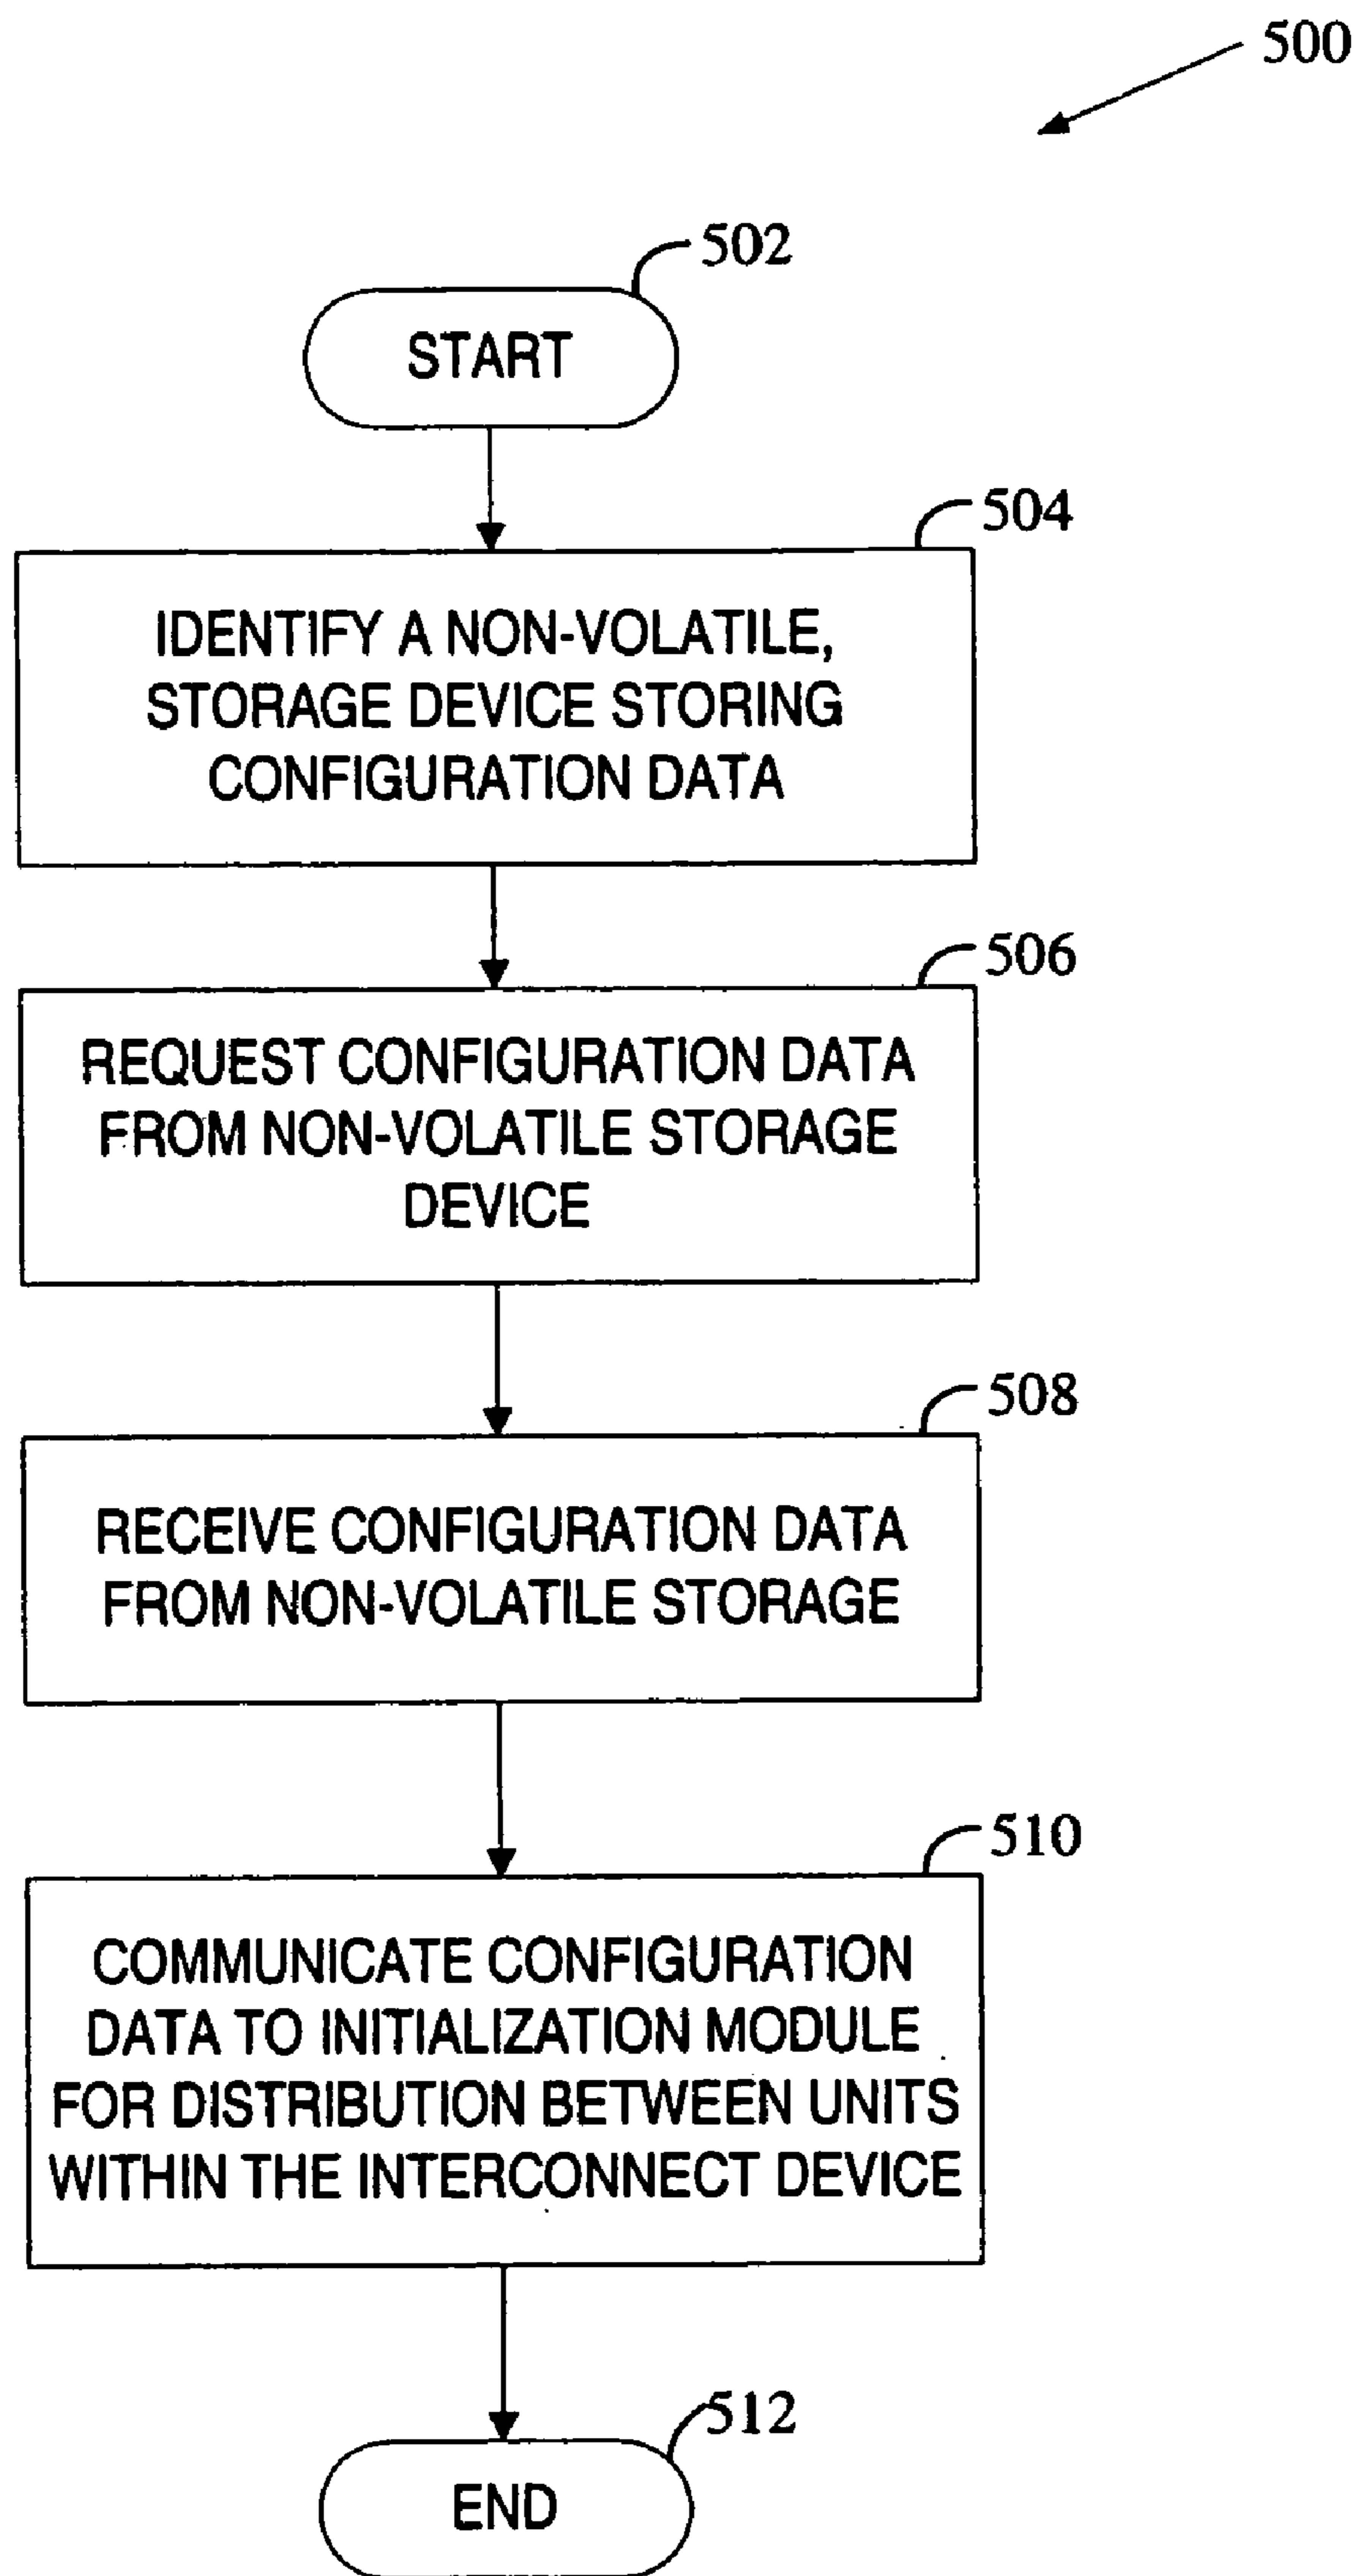 500
502
START
504
IDENTIFY A NON-VOLATILE,
STORAGE DEVICE STORING
CONFIGURATION DATA
506
REQUEST CONFIGURATION DATA
FROM NON-VOLATILE STORAGE
DEVICE
508
RECEIVE CONFIGURATION DATA
FROM NON-VOLATILE STORAGE
510
COMMUNICATE CONFIGURATION
DATA TO INITIALIZATION MODULE
FOR DISTRIBUTION BETWEEN UNITS
WITHIN THE INTERCONNECT DEVICE
512
END